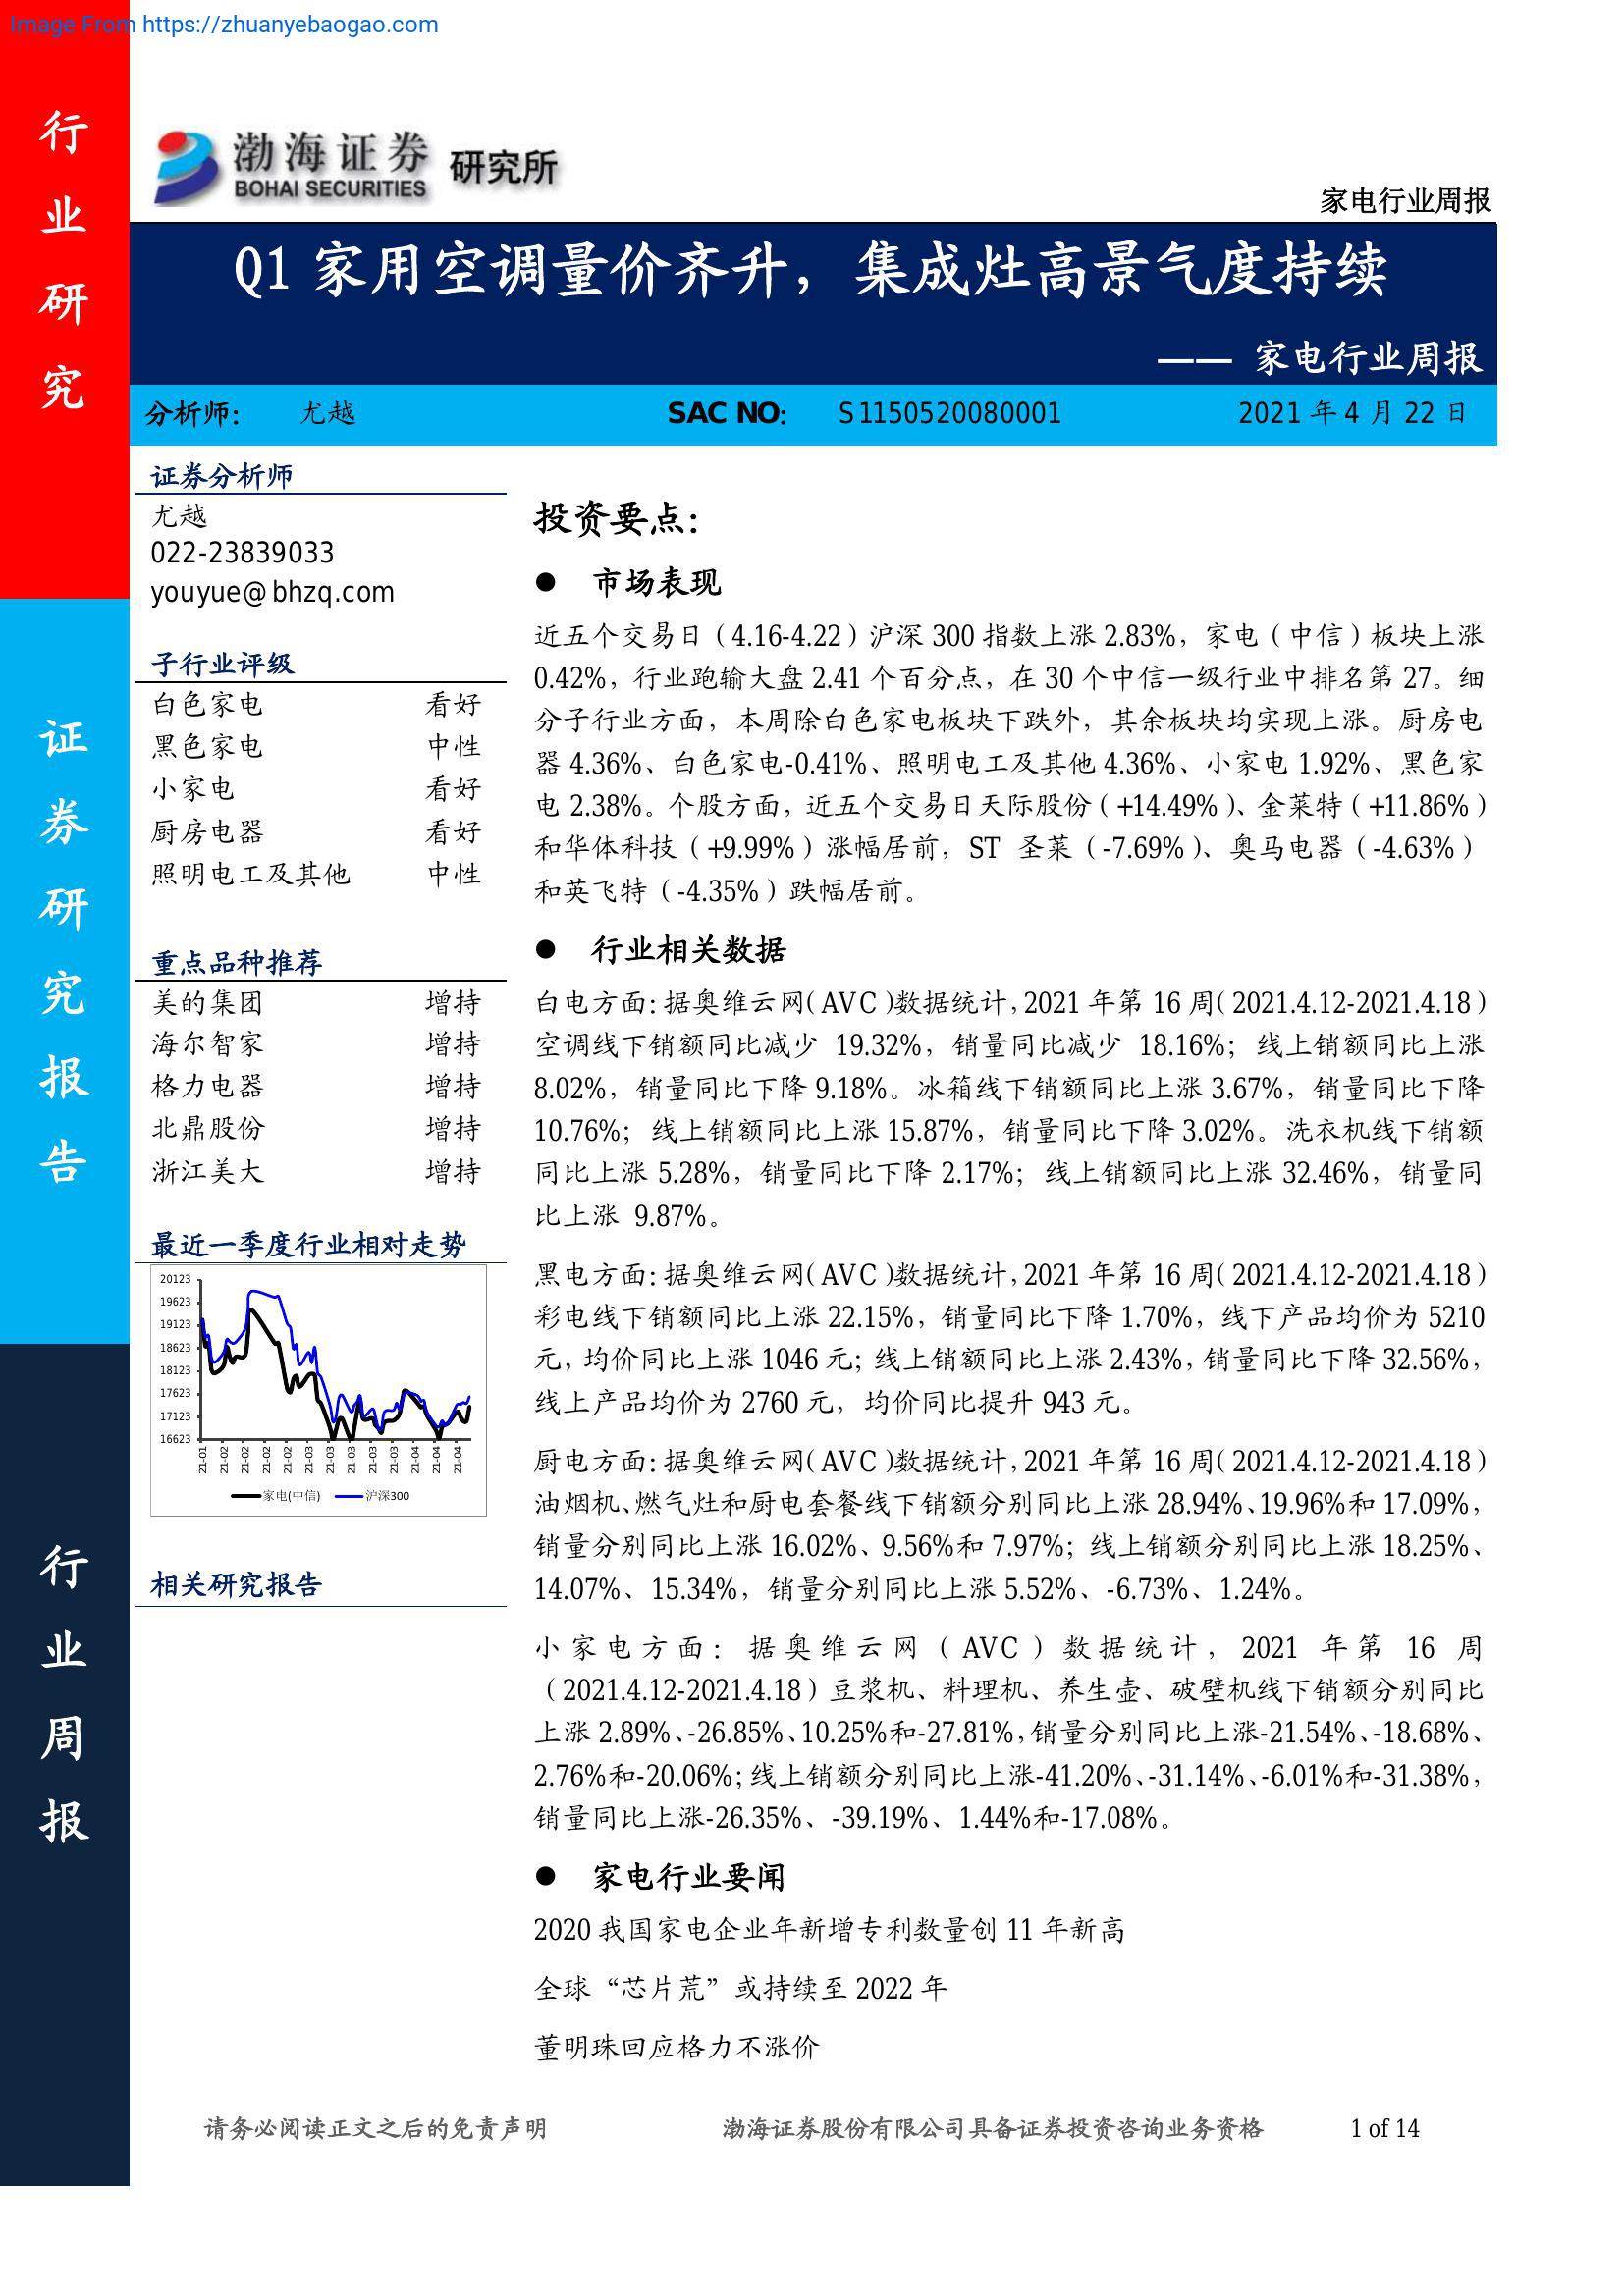 Image From https://zhuanyebaogao.com
行业研究
证券研究报告
行业周报
渤海证券 研究所
BOHAI SECURITIES
家电行业周报
Q1 家用空调量价齐升，集成灶高景气度持续
—— 家电行业周报
分析师： 尤越 SAC NO： S1150520080001 2021 年 4 月 22 日
证券分析师
尤越
022-23839033
youyue@bhzq.com
子行业评级
白色家电 看好
黑色家电 中性
小家电 看好
厨房电器 看好
照明电工及其他 中性
重点品种推荐
美的集团 增持
海尔智家 增持
格力电器 增持
北鼎股份 增持
浙江美大 增持
最近一季度行业相对走势
20123
19623
19123
18623
18123
17623
17123
16623
21-01 21-02 21-02 21-02 21-02 21-03 21-03 21-03 21-03 21-03 21-04 21-04 21-04
家电(中信) 沪深300
相关研究报告
投资要点：
● 市场表现
近五个交易日（4.16-4.22）沪深 300 指数上涨 2.83%，家电（中信）板块上涨
0.42%，行业跑输大盘 2.41 个百分点，在 30 个中信一级行业中排名第 27。细
分子行业方面，本周除白色家电板块下跌外，其余板块均实现上涨。厨房电
器 4.36%、白色家电-0.41%、照明电工及其他 4.36%、小家电 1.92%、黑色家
电 2.38%。个股方面，近五个交易日天际股份（+14.49%）、金莱特（+11.86%）
和华体科技（+9.99%）涨幅居前，ST 圣莱（-7.69%）、奥马电器（-4.63%）
和英飞特（-4.35%）跌幅居前。
● 行业相关数据
白电方面：据奥维云网（AVC）数据统计，2021 年第 16 周（2021.4.12-2021.4.18）
空调线下销额同比减少 19.32%，销量同比减少 18.16%；线上销额同比上涨
8.02%，销量同比下降 9.18%。冰箱线下销额同比上涨 3.67%，销量同比下降
10.76%；线上销额同比上涨 15.87%，销量同比下降 3.02%。洗衣机线下销额
同比上涨 5.28%，销量同比下降 2.17%；线上销额同比上涨 32.46%，销量同
比上涨 9.87%。
黑电方面：据奥维云网（AVC）数据统计，2021 年第 16 周（2021.4.12-2021.4.18）
彩电线下销额同比上涨 22.15%，销量同比下降 1.70%，线下产品均价为 5210
元，均价同比上涨 1046 元；线上销额同比上涨 2.43%，销量同比下降 32.56%，
线上产品均价为 2760 元，均价同比提升 943 元。
厨电方面：据奥维云网（AVC）数据统计，2021 年第 16 周（2021.4.12-2021.4.18）
油烟机、燃气灶和厨电套餐线下销额分别同比上涨 28.94%、19.96%和 17.09%，
销量分别同比上涨 16.02%、9.56%和 7.97%；线上销额分别同比上涨 18.25%、
14.07%、15.34%，销量分别同比上涨 5.52%、-6.73%、1.24%。
小家电方面：据奥维云网（AVC）数据统计，2021 年第 16 周
（2021.4.12-2021.4.18）豆浆机、料理机、养生壶、破壁机线下销额分别同比
上涨 2.89%、-26.85%、10.25%和-27.81%，销量分别同比上涨-21.54%、-18.68%、
2.76%和-20.06%；线上销额分别同比上涨-41.20%、-31.14%、-6.01%和-31.38%，
销量同比上涨-26.35%、-39.19%、1.44%和-17.08%。
● 家电行业要闻
2020 我国家电企业年新增专利数量创 11 年新高
全球“芯片荒”或持续至 2022 年
董明珠回应格力不涨价
请务必阅读正文之后的免责声明 渤海证券股份有限公司具备证券投资咨询业务资格 1 of 14